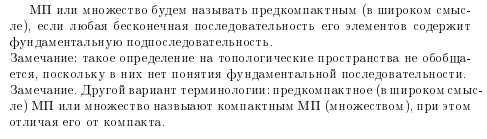 МП или множество будем называть предкомпактным (в широком смыс-
ле), если любая бесконечная последовательность его элементов содержит
фундаментальную подпоследовательность.
Замечание: такое определение на топологические пространства не обобща-
ется, поскольку в них нет понятия фундаментальной последовательности.
Замечание. Другой вариант терминологии: предкомпактное (в широком смыс-
ле) МП или множество назвыают компактным МП (множеством), при этом
отличая его от компакта.